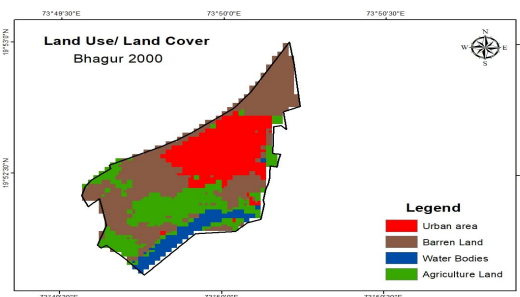 73°49'30"E 73°50'0"E 73°50'30"E
Land Use/ Land Cover
Bhagur 2000
N
W E
S
19°53'0"N
19°52'30"N
Legend
Urban area
Barren Land
Water Bodies
Agriculture Land